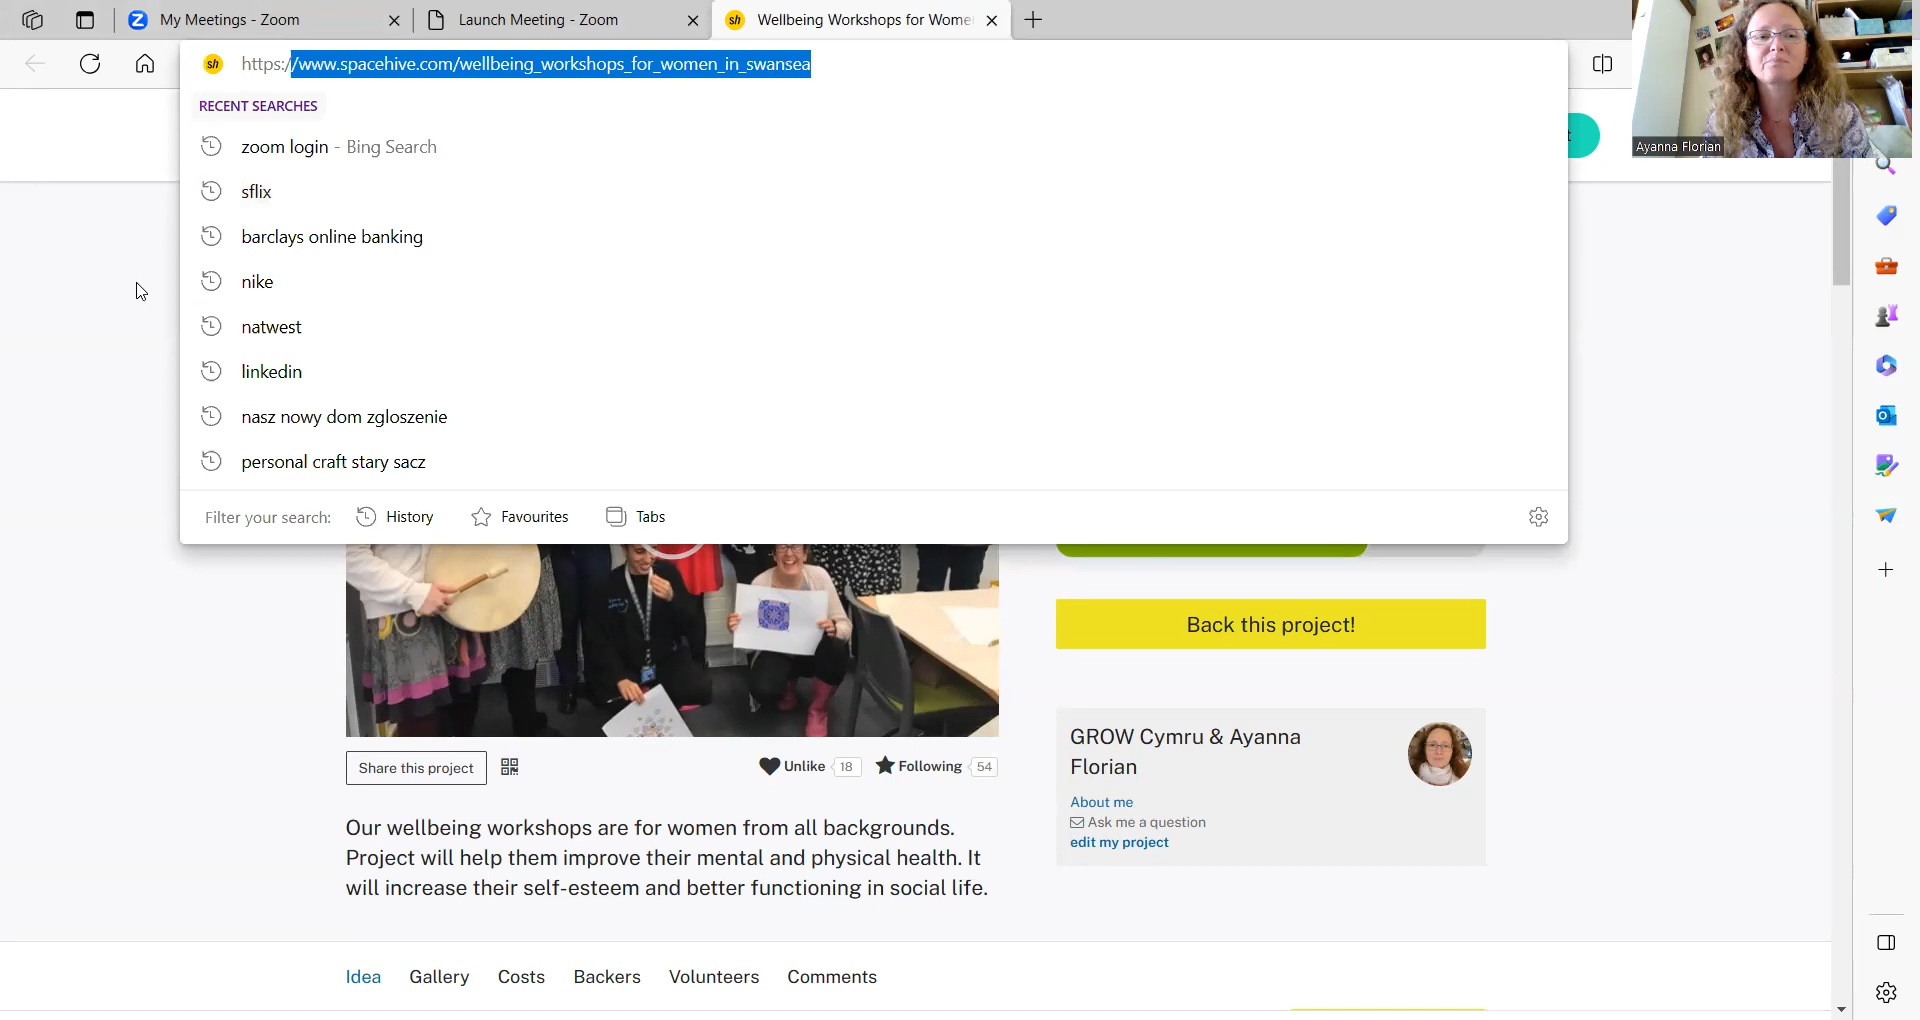 My Meetings - Zoom
Launch Meeting - Zoom
sh
Wellbeing Workshops for Wome
sh
https://www.spacehive.com/wellbeing_workshops_for_women_in_swansea
RECENT SEARCHES
zoom login - Bing Search
sflix
barclays online banking
nike
natwest
linkedin
nasz nowy dom zgloszenie
personal craft stary sacz
Filter your search:
History
Favourites
Tabs
Ayanna Florian
Back this project!
GROW Cymru & Ayanna
Florian
About me
Ask me a question
edit my project
Share this project
Unlike 18
Following 54
Our wellbeing workshops are for women from all backgrounds.
Project will help them improve their mental and physical health. It
will increase their self-esteem and better functioning in social life.
Idea
Gallery
Costs
Backers
Volunteers
Comments